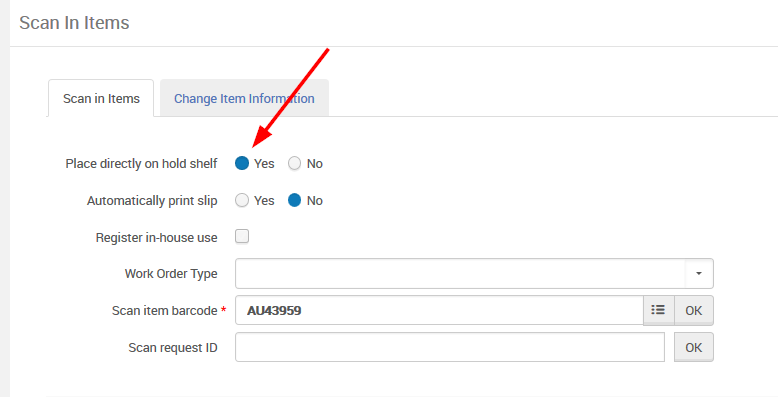 Scan In Items
Scan in Items Change Item Information
Place directly on hold shelf Yes No
Automatically print slip Yes No
Register in-house use
Work Order Type
Scan item barcode * AU43959 OK
Scan request ID OK